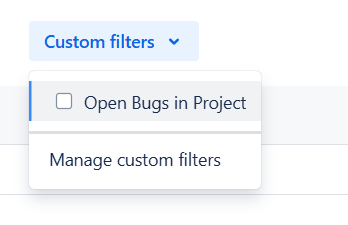 Custom filters
Open Bugs in Project
Manage custom filters